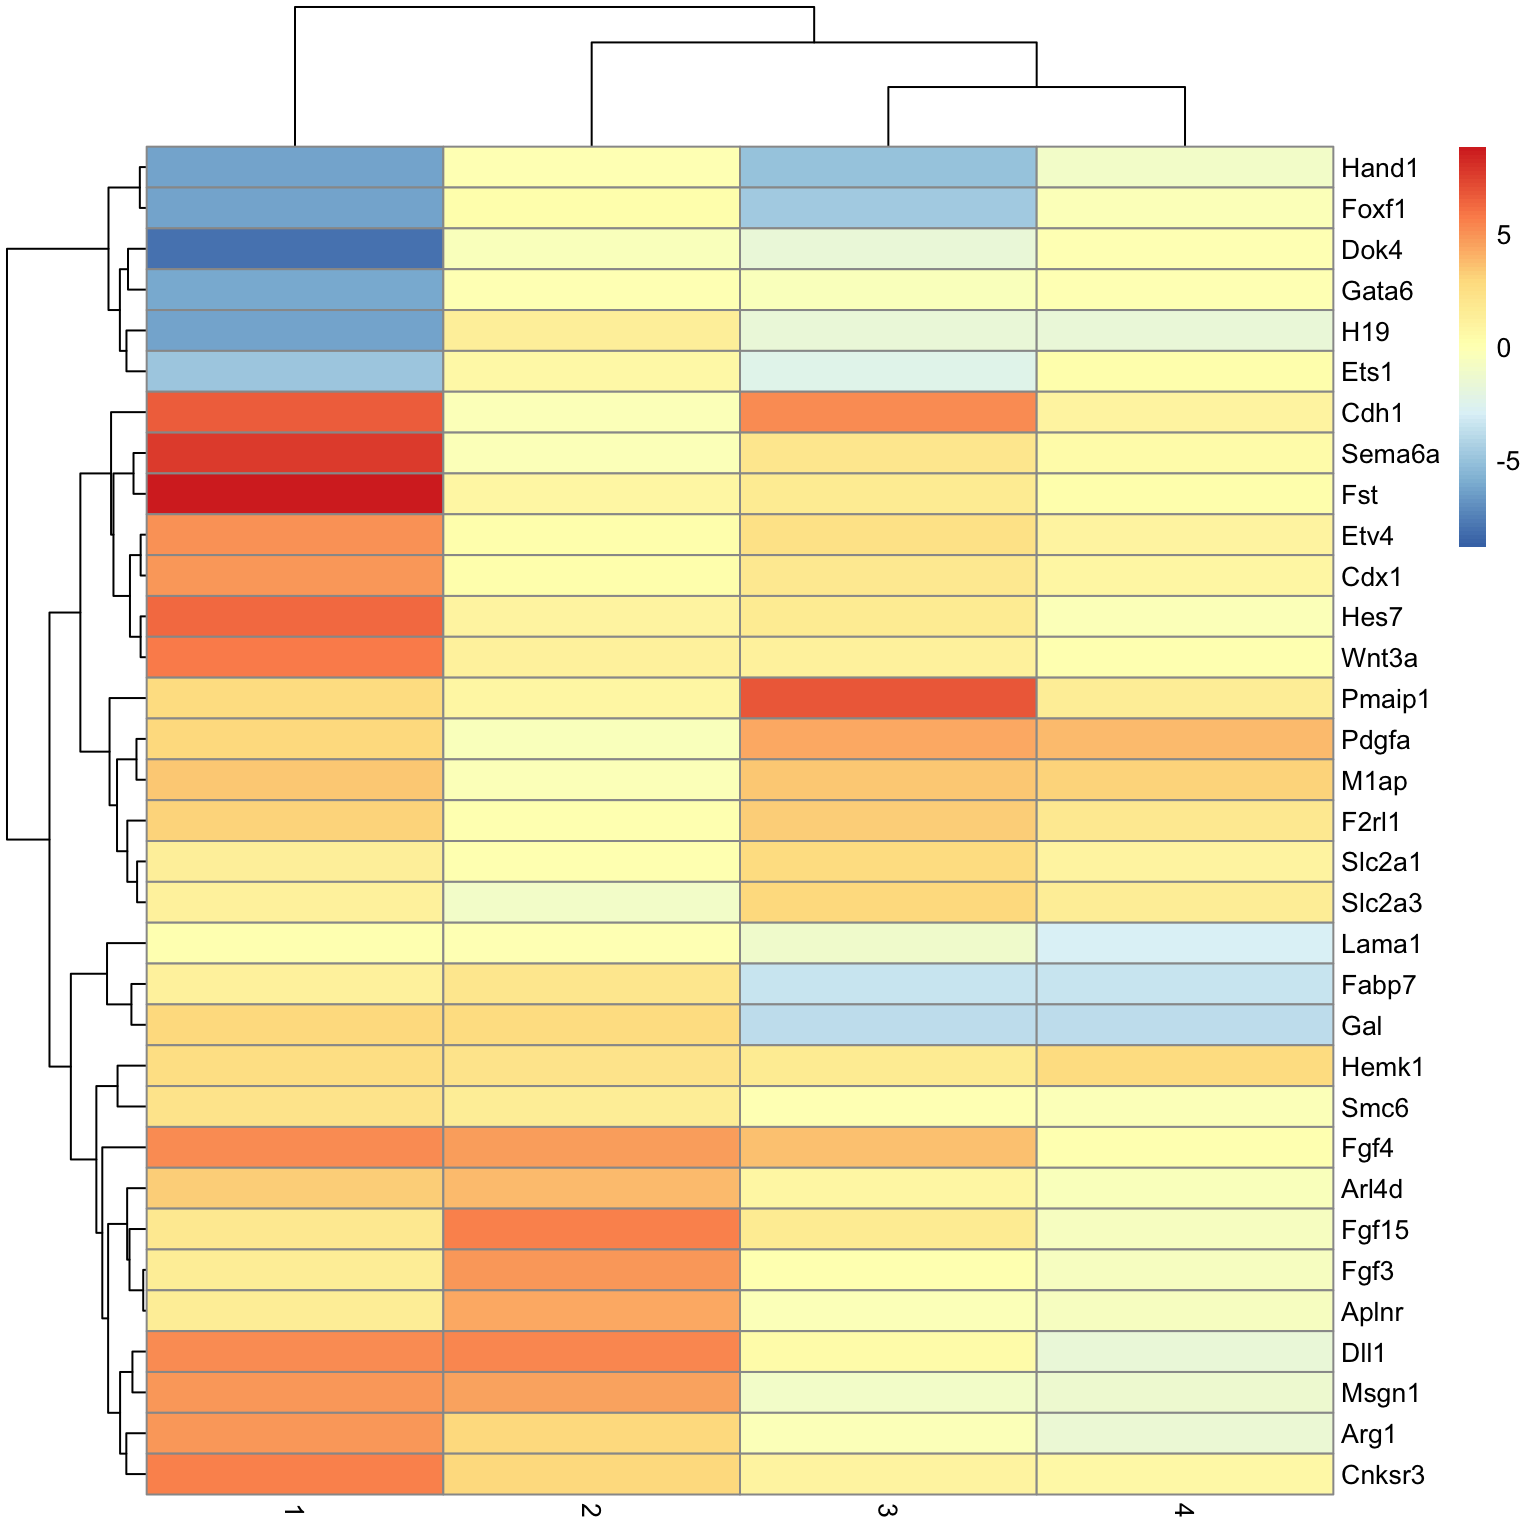 Hand1
Foxf1
Dok4
Gata6
H19
Ets1
Cdh1
Sema6a
Fst
Etv4
Cdx1
Hes7
Wnt3a
Pmaip1
Pdgfa
M1ap
F2rl1
Slc2a1
Slc2a3
Lama1
Fabp7
Gal
Hemk1
Smc6
Fgf4
Arl4d
Fgf15
Fgf3
Aplnr
Dll1
Msgn1
Arg1
Cnksr3
5
0
-5
1 2 3 4